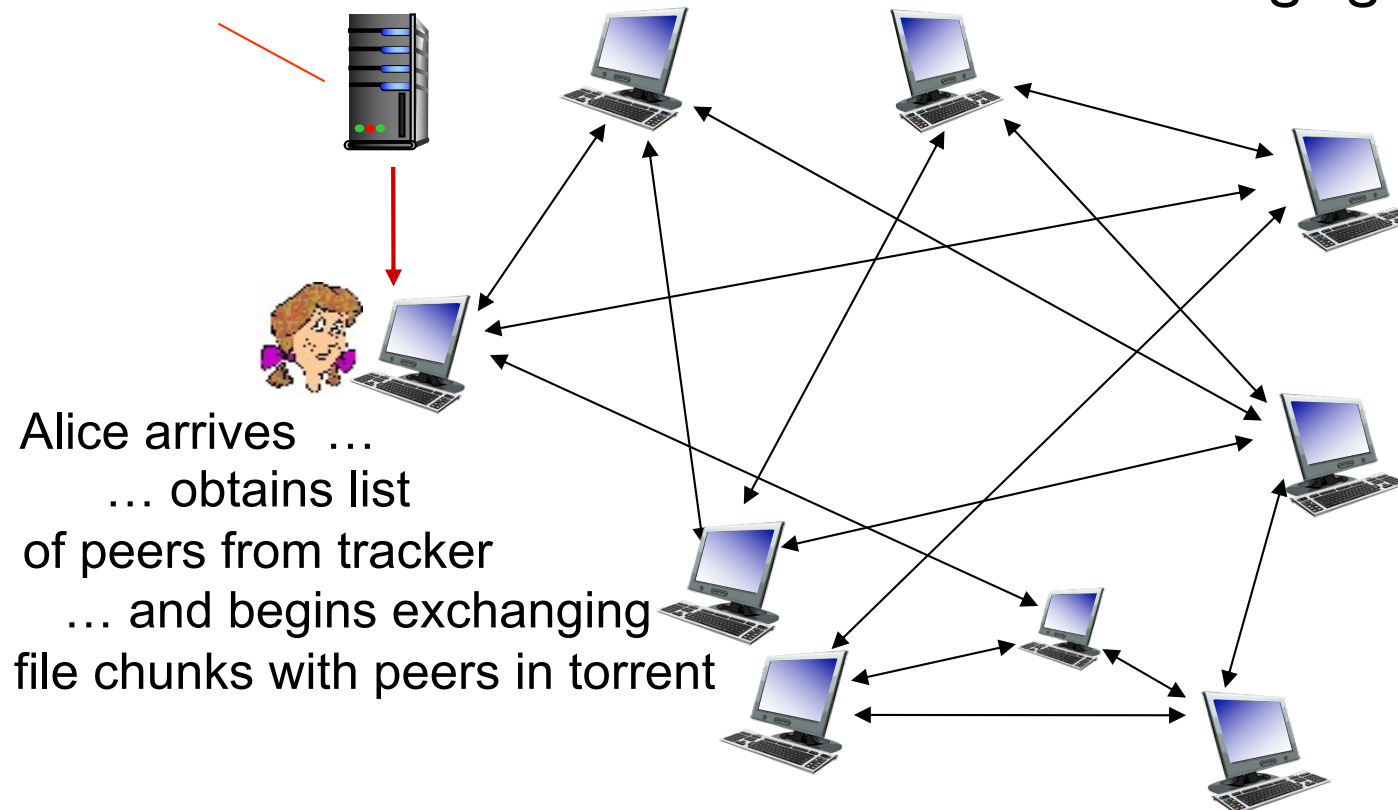 Alice arrives …
… obtains list
of peers from tracker
… and begins exchanging
file chunks with peers in torrent